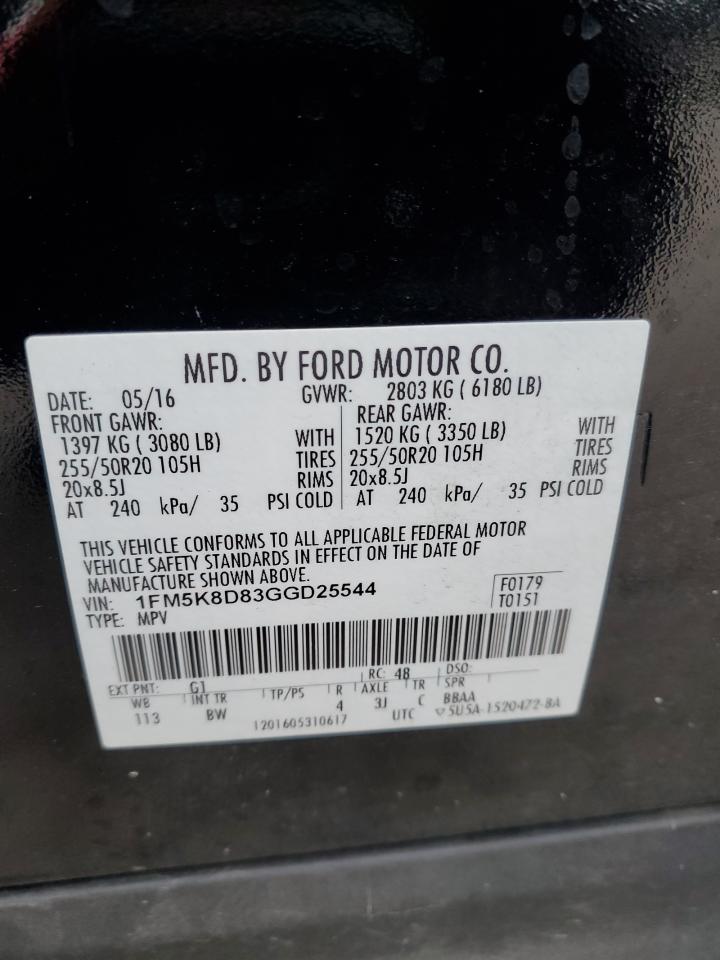 MFD. BY FORD MOTOR CO.
DATE: 05/16 GVWR: 2803 KG ( 6180 LB)
FRONT GAWR: REAR GAWR:
1397 KG ( 3080 LB) WITH 1520 KG ( 3350 LB) WITH
255/50R20 105H TIRES 255/50R20 105H TIRES
20x8.5J RIMS 20x8.5J RIMS
AT 240 kPa/ 35 PSI COLD AT 240 kPa/ 35 PSI COLD
THIS VEHICLE CONFORMS TO ALL APPLICABLE FEDERAL MOTOR
VEHICLE SAFETY STANDARDS IN EFFECT ON THE DATE OF
MANUFACTURE SHOWN ABOVE.
VIN: 1FM5K8D83GGD25544 F0179
TYPE: MPV T0151
EXT PNT: G1 RC: 48 DSO:
WB INT TR TP/PS R AXLE TR SPR
113 BW 4 3J C BBAA
1201605310617 UTC ▽5U5A-1520472-BA